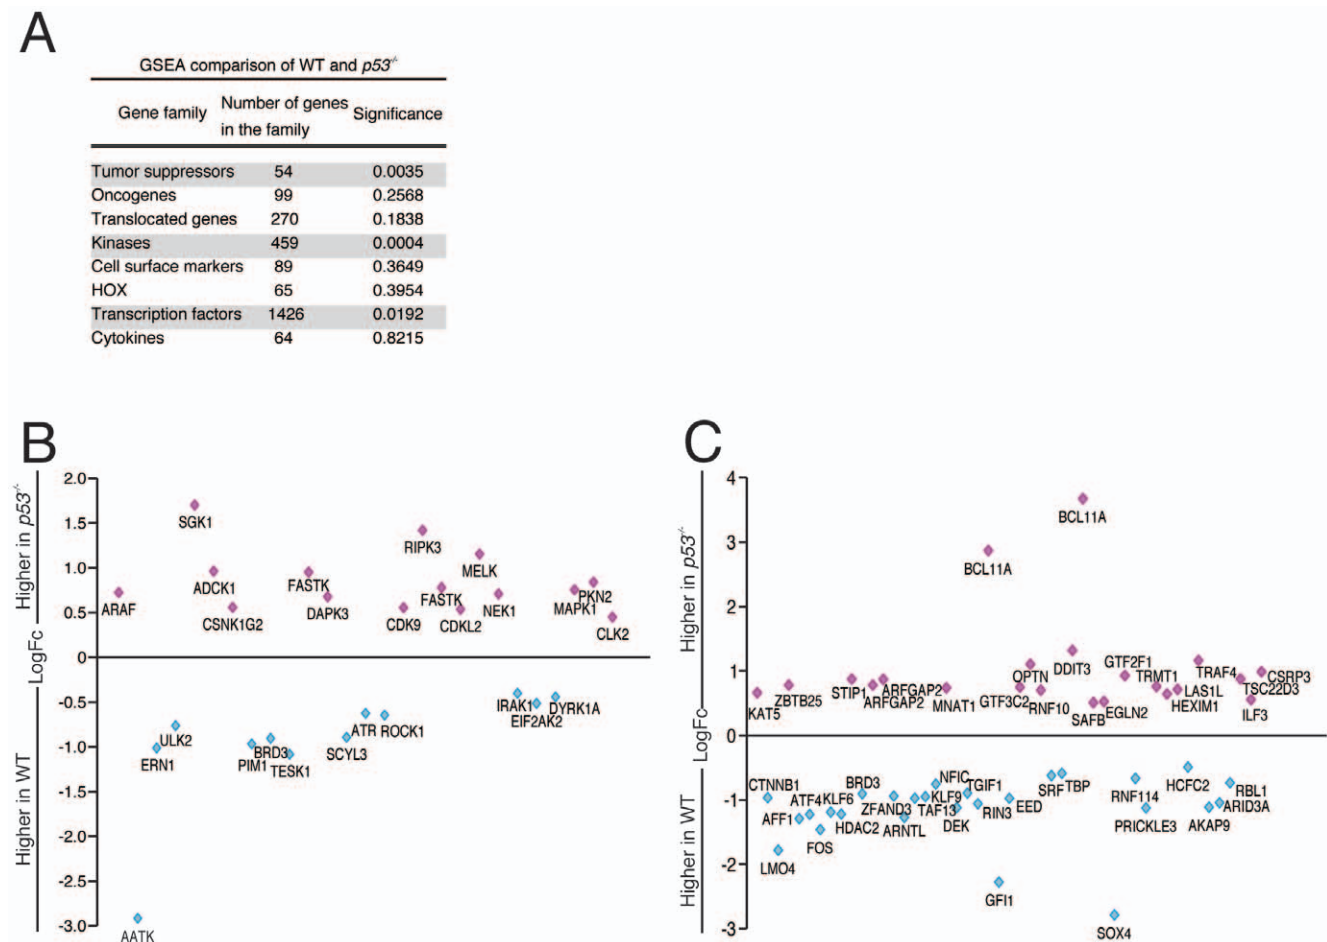 A
GSEA comparison of WT and p53-/-
Gene family Number of genes in the family Significance
Tumor suppressors 54 0.0035
Oncogenes 99 0.2568
Translocated genes 270 0.1838
Kinases 459 0.0004
Cell surface markers 89 0.3649
HOX 65 0.3954
Transcription factors 1426 0.0192
Cytokines 64 0.8215
B
Higher in p53-/-
LogFc
Higher in WT
2.0
1.5
1.0
0.5
0
-0.5
-1.0
-1.5
-2.0
-2.5
-3.0
SGK1
RIPK3
MELK
ADCK1
FASTK
ARAF
CSNK1G2
DAPK3
CDK9
FASTK
CDKL2
NEK1
MAPK1
PKN2
CLK2
IRAK1
EIF2AK2
DYRK1A
ERN1
ULK2
PIM1
BRD3
TESK1
SCYL3
ATR
ROCK1
AATK
C
Higher in p53-/-
LogFc
Higher in WT
4
3
2
1
0
-1
-2
-3
BCL11A
BCL11A
KAT5
ZBTB25
STIP1
ARFGAP2
ARFGAP2
MNAT1
GTF3C2
OPTN
RNF10
DDIT3
SAFB
EGLN2
GTF2F1
TRMT1
HEXIM1
LAS1L
TRAF4
TSC22D3
ILF3
CSRP3
CTNNB1
LMO4
AFF1
ATF4
FOS
KLF6
HDAC2
BRD3
ZFAND3
ARNTL
TAF13
KLF9
NFIC
DEK
TGIF1
RIN3
GFI1
EED
SRF
TBP
SOX4
RNF114
PRICKLE3
HCFC2
AKAP9
ARID3A
RBL1